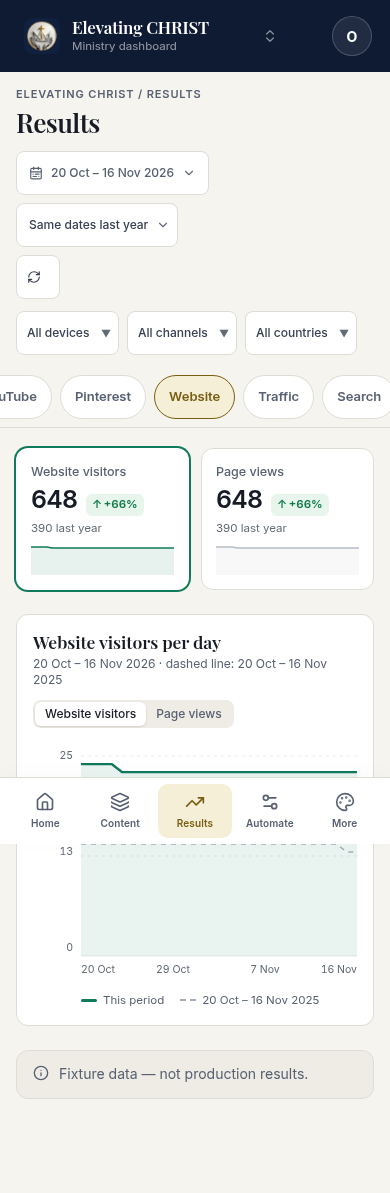 Elevating CHRIST
Ministry dashboard
O
ELEVATING CHRIST / RESULTS
Results
20 Oct – 16 Nov 2026
Same dates last year
All devices ▼
All channels ▼
All countries ▼
uTube
Pinterest
Website
Traffic
Search
Website visitors
648 ↑+66%
390 last year
Page views
648 ↑+66%
390 last year
Website visitors per day
20 Oct – 16 Nov 2026 · dashed line: 20 Oct – 16 Nov
2025
Website visitors
Page views
25
Home
Content
Results
Automate
More
13
0
20 Oct
29 Oct
7 Nov
16 Nov
This period
20 Oct – 16 Nov 2025
Fixture data — not production results.